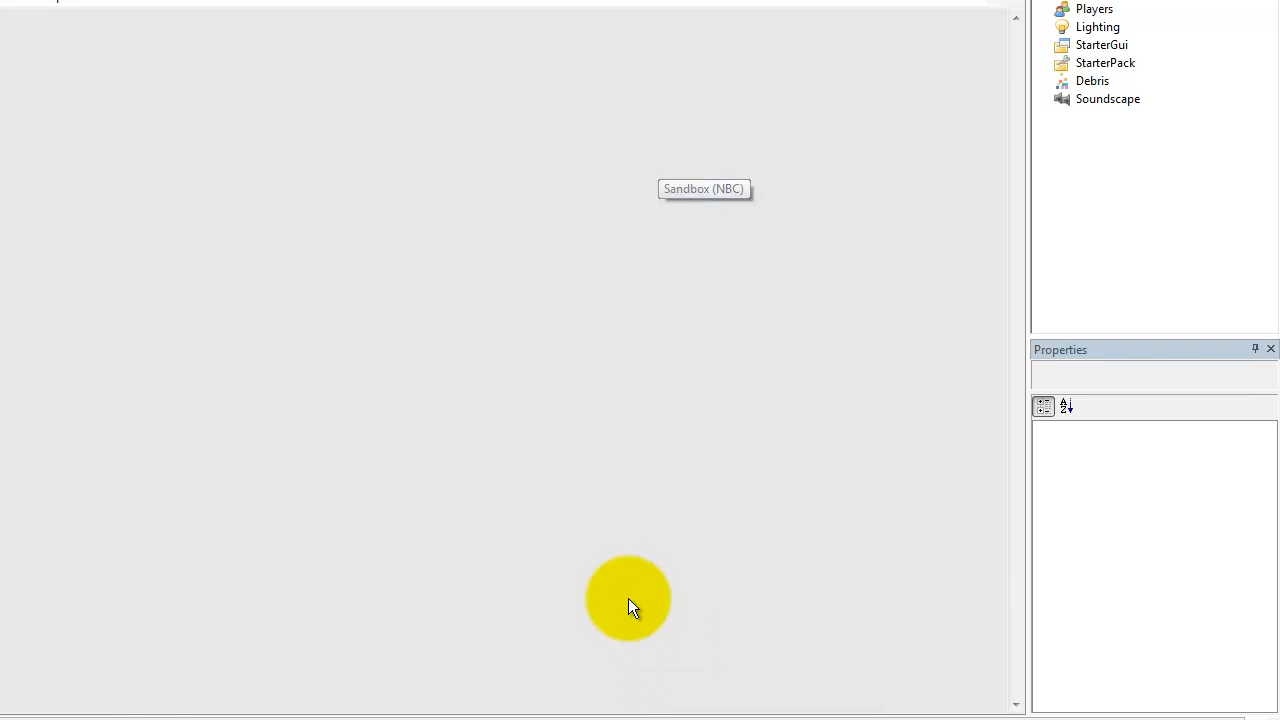 Players
Lighting
StarterGui
StarterPack
Debris
Soundscape
Sandbox (NBC)
Properties